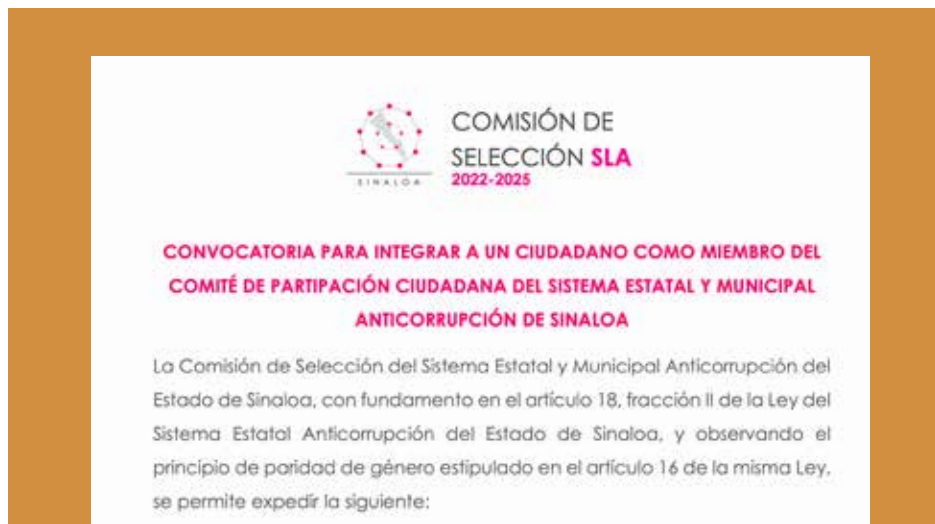 COMISIÓN DE
SELECCIÓN SLA
2022-2025
SINALOA
CONVOCATORIA PARA INTEGRAR A UN CIUDADANO COMO MIEMBRO DEL
COMITÉ DE PARTIPACIÓN CIUDADANA DEL SISTEMA ESTATAL Y MUNICIPAL
ANTICORRUPCIÓN DE SINALOA
La Comisión de Selección del Sistema Estatal y Municipal Anticorrupción del
Estado de Sinaloa, con fundamento en el artículo 18, fracción II de la Ley del
Sistema Estatal Anticorrupción del Estado de Sinaloa, y observando el
principio de paridad de género estipulado en el artículo 16 de la misma Ley,
se permite expedir la siguiente: